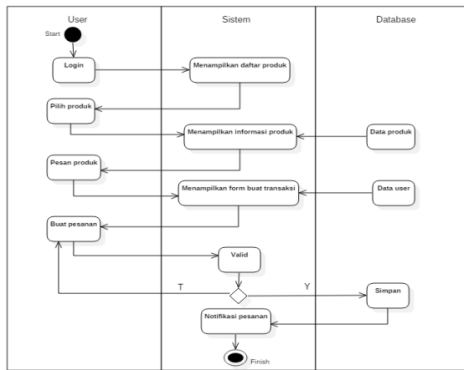 User
Sistem
Database
Start
Login
Menampilkan daftar produk
Pilih produk
Menampilkan informasi produk
Data produk
Pesan produk
Menampilkan form buat transaksi
Data user
Buat pesanan
Valid
T
Y
Simpan
Notifikasi pesanan
Finish